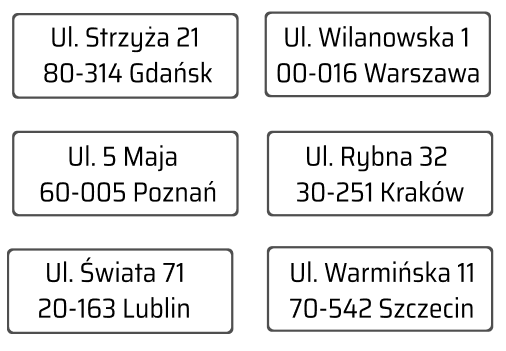 Ul. Strzyża 21
80-314 Gdańsk
Ul. Wilanowska 1
00-016 Warszawa
Ul. 5 Maja
60-005 Poznań
Ul. Rybna 32
30-251 Kraków
Ul. Świata 71
20-163 Lublin
Ul. Warmińska 11
70-542 Szczecin